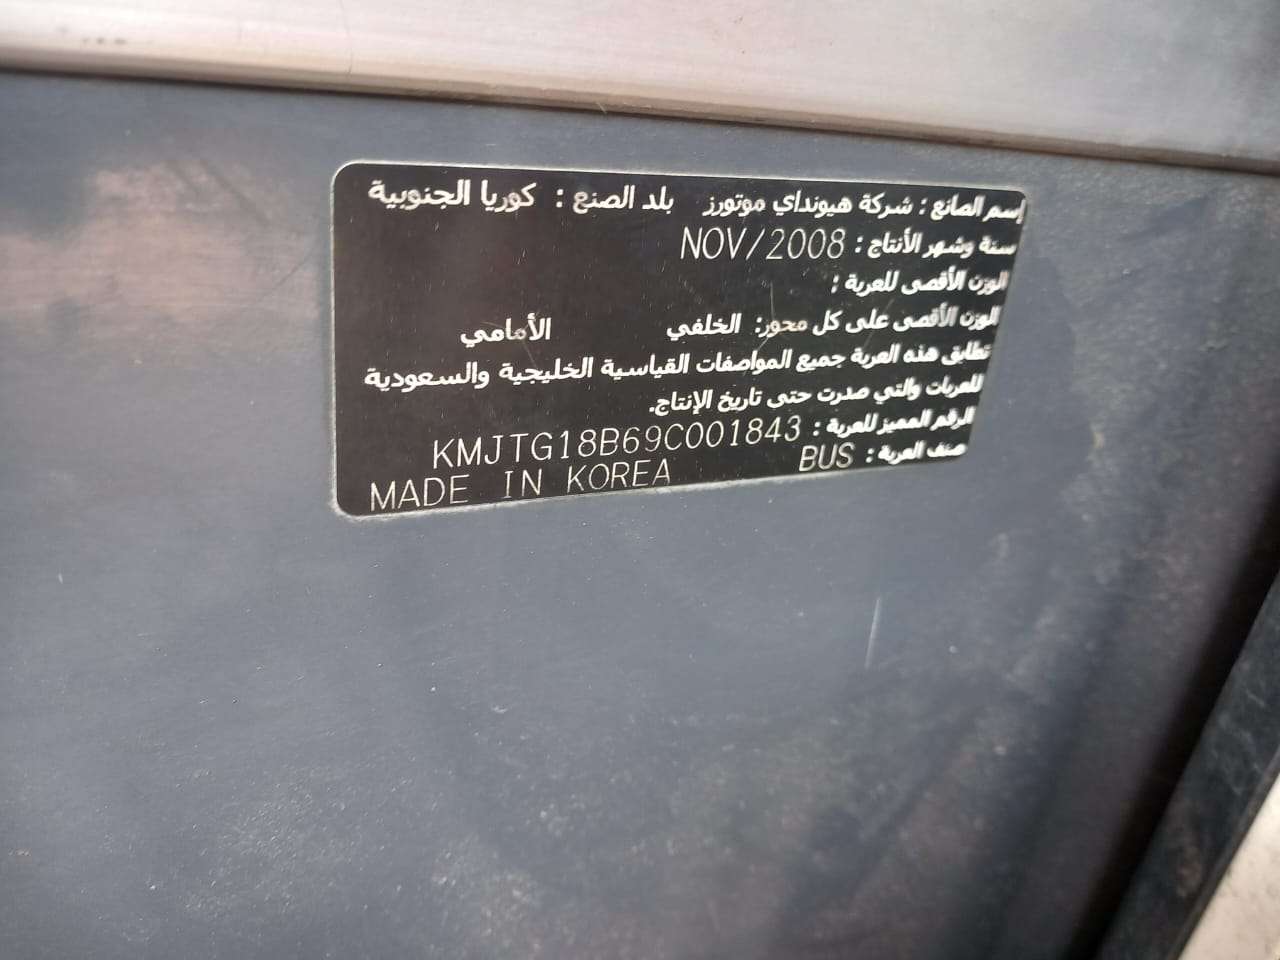 إسم الصانع : شركة هيونداي موتورز بلد الصنع : كوريا الجنوبية
سنة وشهر الأنتاج : NOV/2008
الوزن الأقصى للعربة :
الوزن الأقصى على كل محور: الخلفي الأمامي
تطابق هذه العربة جميع المواصفات القياسية الخليجية والسعودية
للعربات والتي صدرت حتى تاريخ الإنتاج.
الرقم المميز للعربة : KMJTG18B69C001843
صنف العربة : BUS MADE IN KOREA